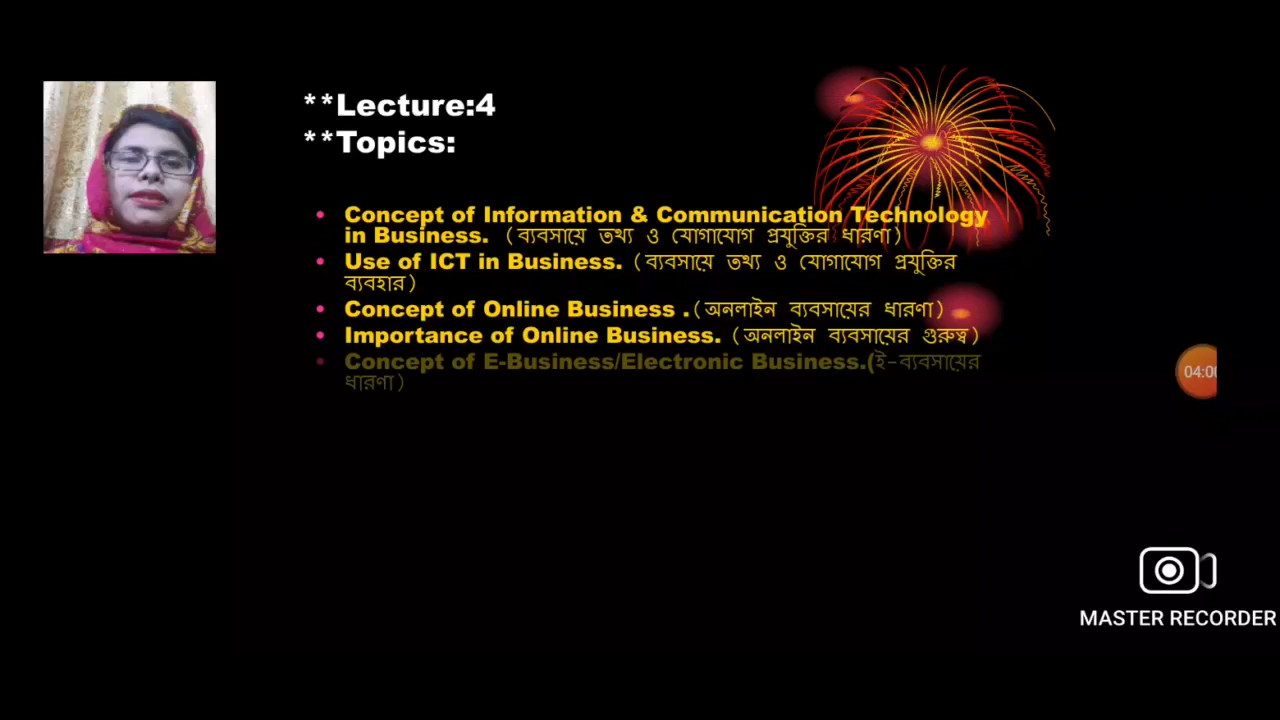 **Lecture:4
**Topics:
• Concept of Information & Communication Technology
in Business. (ব্যবসায়ে তথ্য ও যোগাযোগ প্রযুক্তির ধারণা)
• Use of ICT in Business. (ব্যবসায়ে তথ্য ও যোগাযোগ প্রযুক্তির
ব্যবহার)
• Concept of Online Business .(অনলাইন ব্যবসায়ের ধারণা)
• Importance of Online Business. (অনলাইন ব্যবসায়ের গুরুত্ব)
• Concept of E-Business/Electronic Business.(ই-ব্যবসায়ের
ধারণা)
04:00
MASTER RECORDER